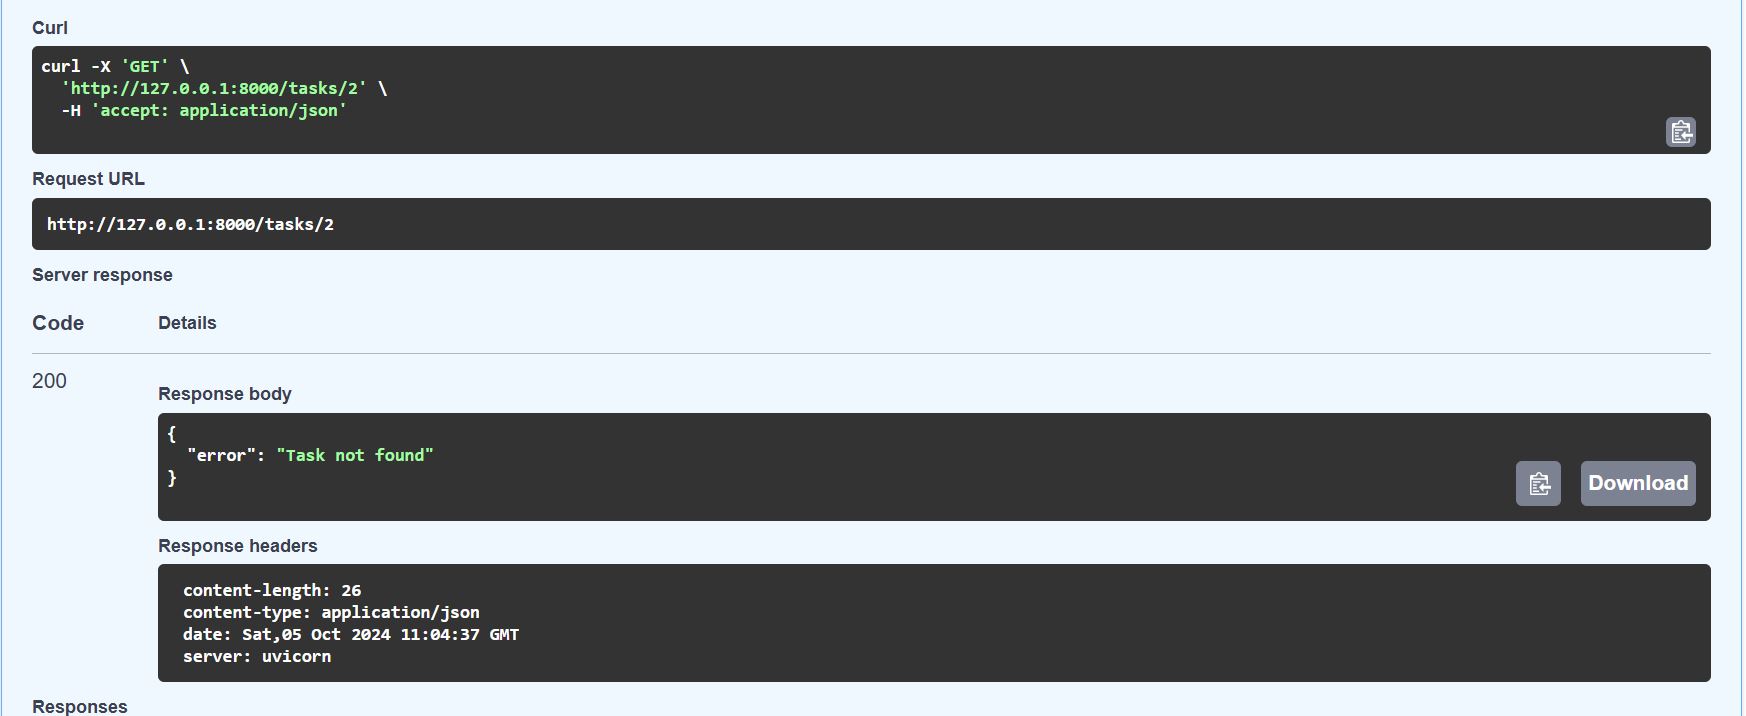 Curl
curl -X 'GET' \
  'http://127.0.0.1:8000/tasks/2' \
  -H 'accept: application/json'
Request URL
http://127.0.0.1:8000/tasks/2
Server response
Code Details
200
Response body
{
  "error": "Task not found"
}
Download
Response headers
content-length: 26
content-type: application/json
date: Sat,05 Oct 2024 11:04:37 GMT
server: uvicorn
Responses